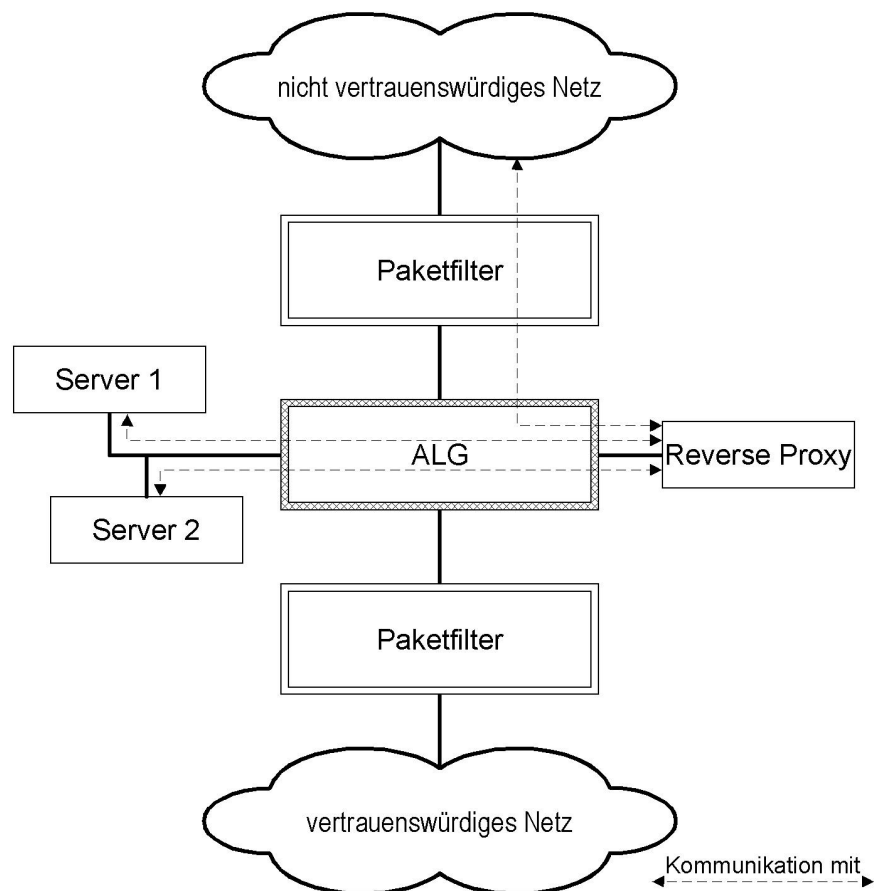 nicht vertrauenswürdiges Netz
Paketfilter
Server 1
ALG
Reverse Proxy
Server 2
Paketfilter
vertrauenswürdiges Netz
Kommunikation mit